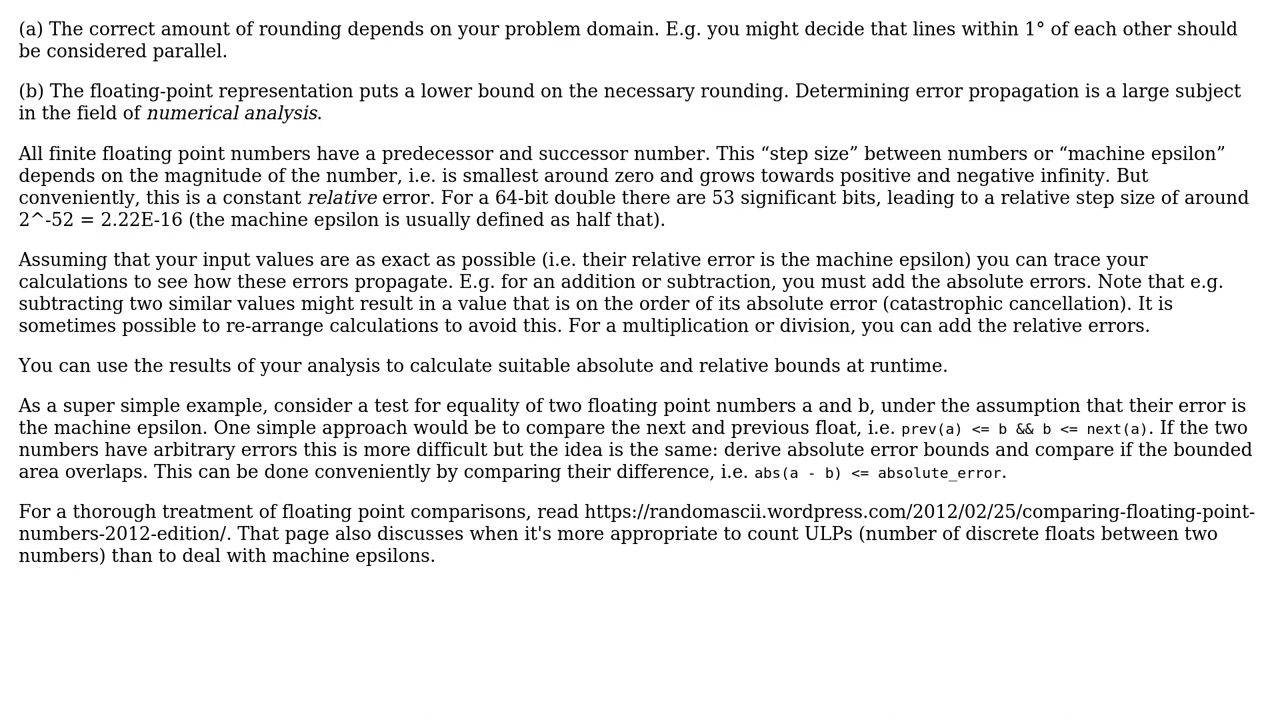 (a) The correct amount of rounding depends on your problem domain. E.g. you might decide that lines within 1° of each other should
be considered parallel.
(b) The floating-point representation puts a lower bound on the necessary rounding. Determining error propagation is a large subject
in the field of numerical analysis.
All finite floating point numbers have a predecessor and successor number. This “step size” between numbers or “machine epsilon”
depends on the magnitude of the number, i.e. is smallest around zero and grows towards positive and negative infinity. But
conveniently, this is a constant relative error. For a 64-bit double there are 53 significant bits, leading to a relative step size of around
2^-52 = 2.22E-16 (the machine epsilon is usually defined as half that).
Assuming that your input values are as exact as possible (i.e. their relative error is the machine epsilon) you can trace your
calculations to see how these errors propagate. E.g. for an addition or subtraction, you must add the absolute errors. Note that e.g.
subtracting two similar values might result in a value that is on the order of its absolute error (catastrophic cancellation). It is
sometimes possible to re-arrange calculations to avoid this. For a multiplication or division, you can add the relative errors.
You can use the results of your analysis to calculate suitable absolute and relative bounds at runtime.
As a super simple example, consider a test for equality of two floating point numbers a and b, under the assumption that their error is
the machine epsilon. One simple approach would be to compare the next and previous float, i.e. prev(a) <= b && b <= next(a). If the two
numbers have arbitrary errors this is more difficult but the idea is the same: derive absolute error bounds and compare if the bounded
area overlaps. This can be done conveniently by comparing their difference, i.e. abs(a - b) <= absolute_error.
For a thorough treatment of floating point comparisons, read https://randomascii.wordpress.com/2012/02/25/comparing-floating-point-
numbers-2012-edition/. That page also discusses when it's more appropriate to count ULPs (number of discrete floats between two
numbers) than to deal with machine epsilons.